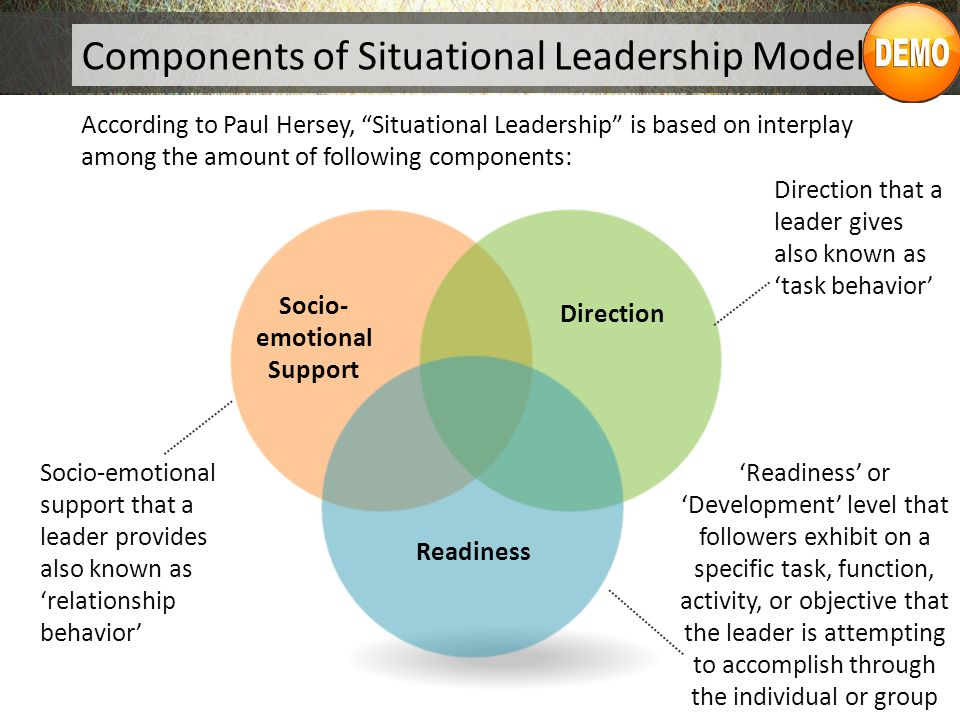 Components of Situational Leadership Model
DEMO
According to Paul Hersey, “Situational Leadership” is based on interplay
among the amount of following components:
Direction that a
leader gives
also known as
‘task behavior’
Socio-
emotional
Support
Direction
Socio-emotional
support that a
leader provides
also known as
‘relationship
behavior’
Readiness
‘Readiness’ or
‘Development’ level that
followers exhibit on a
specific task, function,
activity, or objective that
the leader is attempting
to accomplish through
the individual or group